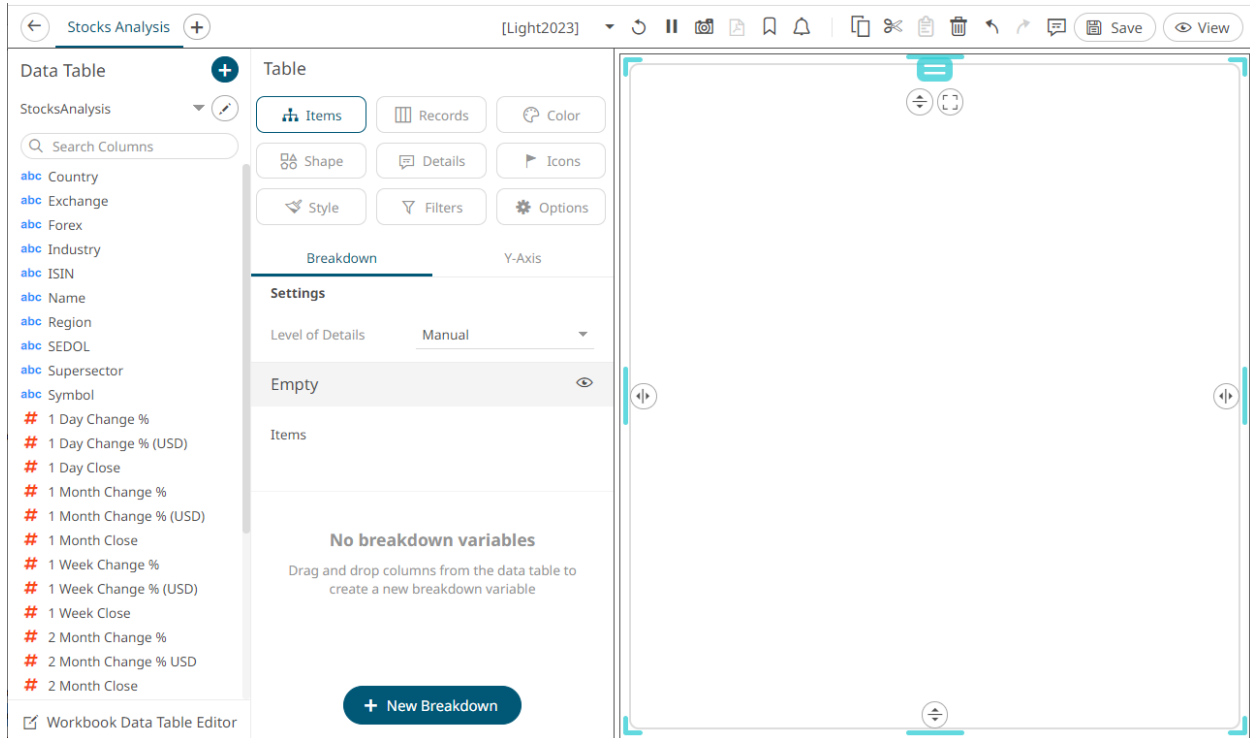 Stocks Analysis
[Light2023]
Save
View
Data Table
StocksAnalysis
Search Columns
abc Country
abc Exchange
abc Forex
abc Industry
abc ISIN
abc Name
abc Region
abc SEDOL
abc Supersector
abc Symbol
# 1 Day Change %
# 1 Day Change % (USD)
# 1 Day Close
# 1 Month Change %
# 1 Month Change % (USD)
# 1 Month Close
# 1 Week Change %
# 1 Week Change % (USD)
# 1 Week Close
# 2 Month Change %
# 2 Month Change % USD
# 2 Month Close
Workbook Data Table Editor
Table
Items
Records
Color
Shape
Details
Icons
Style
Filters
Options
Breakdown
Y-Axis
Settings
Level of Details
Manual
Empty
Items
No breakdown variables
Drag and drop columns from the data table to
create a new breakdown variable
+ New Breakdown